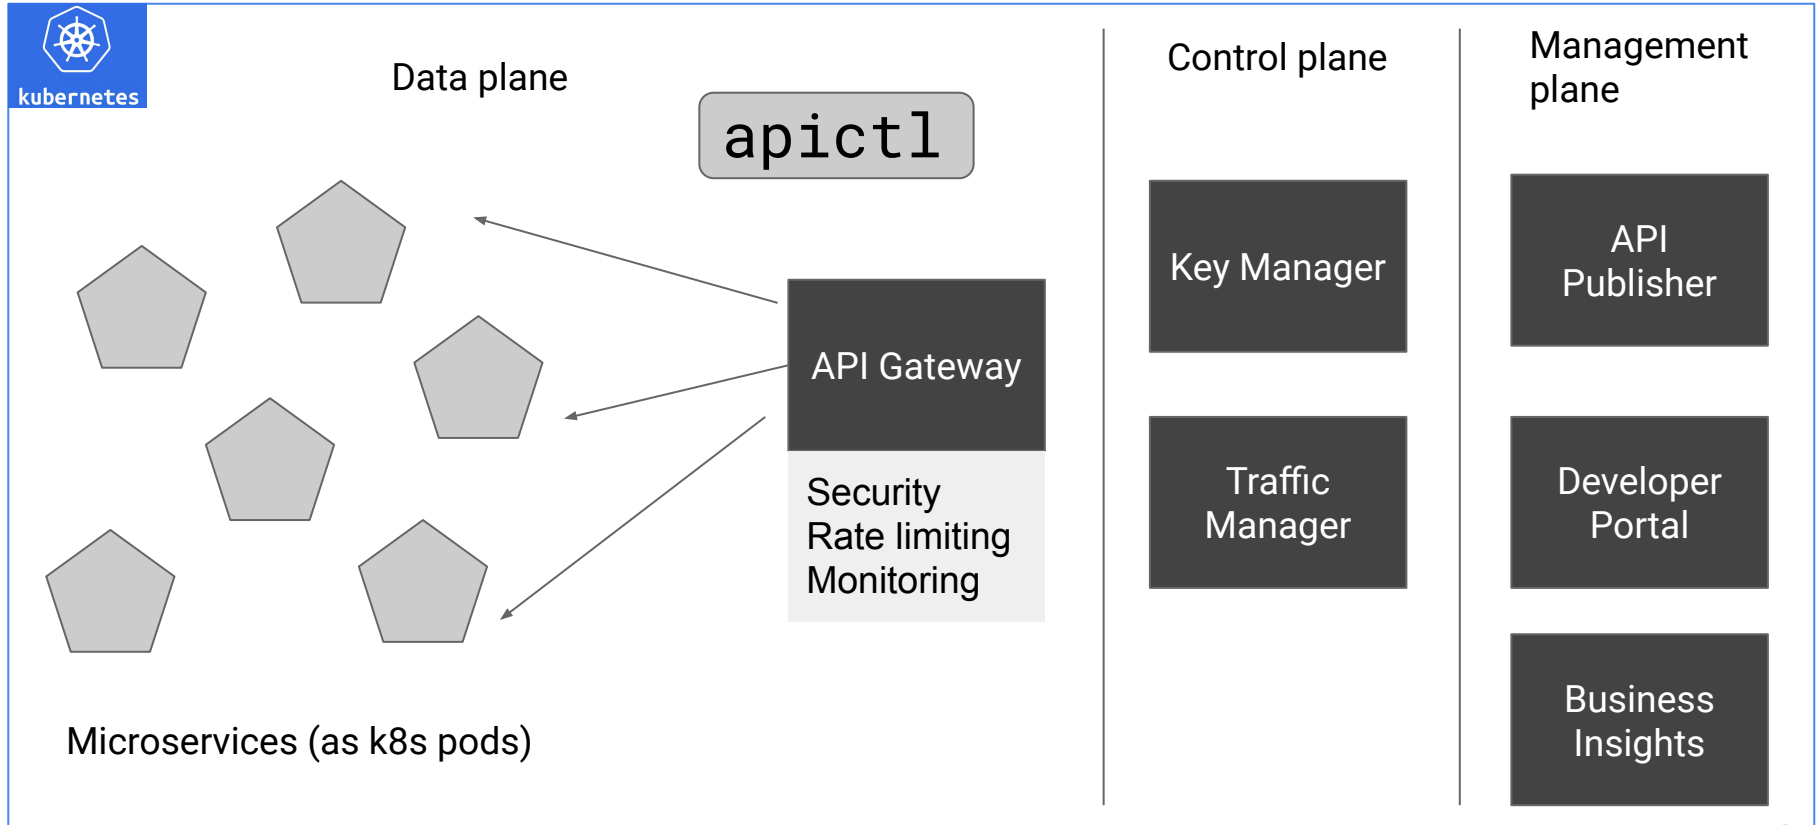 kubernetes
Data plane
apictl
API Gateway
Security
Rate limiting
Monitoring
Microservices (as k8s pods)
Control plane
Key Manager
Traffic
Manager
Management
plane
API
Publisher
Developer
Portal
Business
Insights